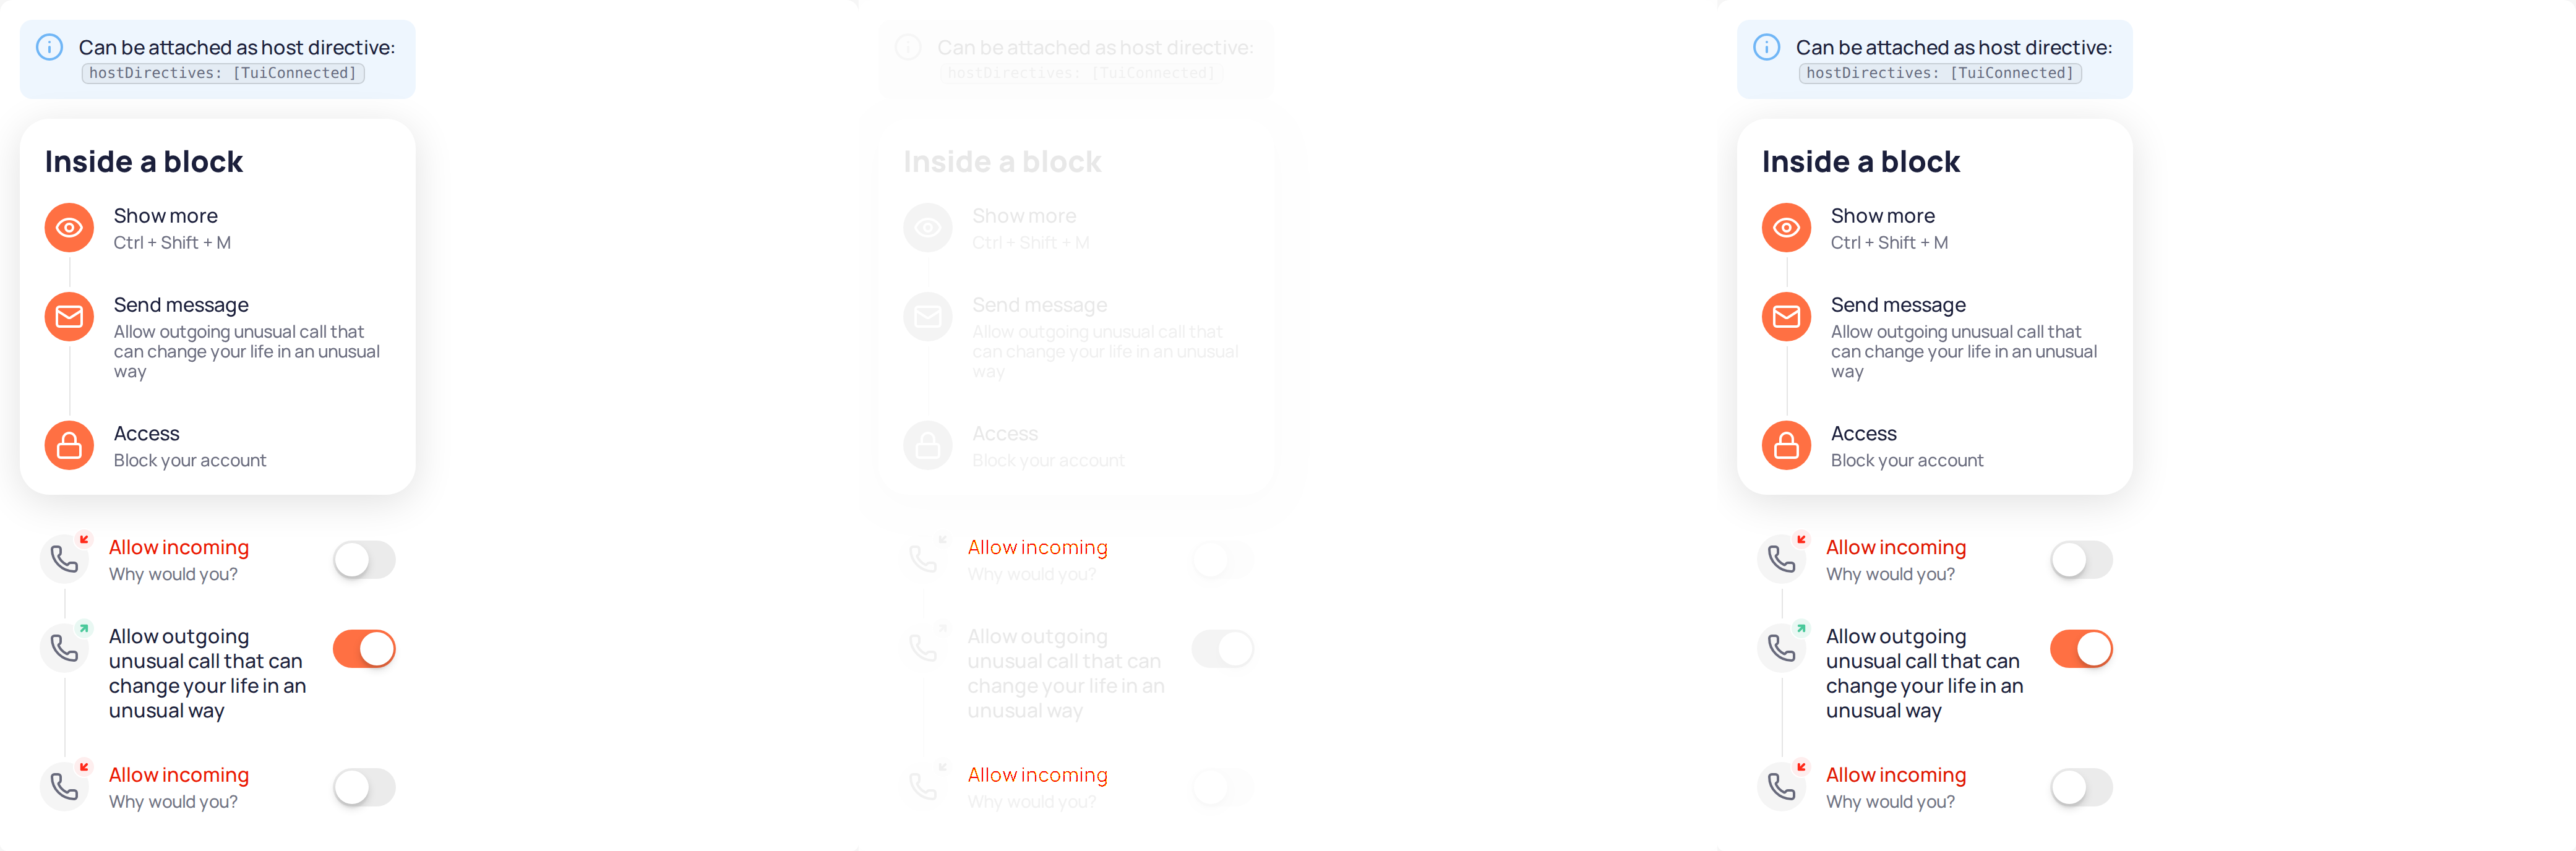 Can be attached as host directive:
hostDirectives: [TuiConnected]
Inside a block
Show more
Ctrl + Shift + M
Send message
Allow outgoing unusual call that
can change your life in an unusual
way
Access
Block your account
Allow incoming
Why would you?
Allow outgoing
unusual call that can
change your life in an
unusual way
Allow incoming
Why would you?
Can be attached as host directive:
hostDirectives: [TuiConnected]
Inside a block
Show more
Ctrl + Shift + M
Send message
Allow outgoing unusual call that
can change your life in an unusual
way
Access
Block your account
Allow incoming
Why would you?
Allow outgoing
unusual call that can
change your life in an
unusual way
Allow incoming
Why would you?
Can be attached as host directive:
hostDirectives: [TuiConnected]
Inside a block
Show more
Ctrl + Shift + M
Send message
Allow outgoing unusual call that
can change your life in an unusual
way
Access
Block your account
Allow incoming
Why would you?
Allow outgoing
unusual call that can
change your life in an
unusual way
Allow incoming
Why would you?